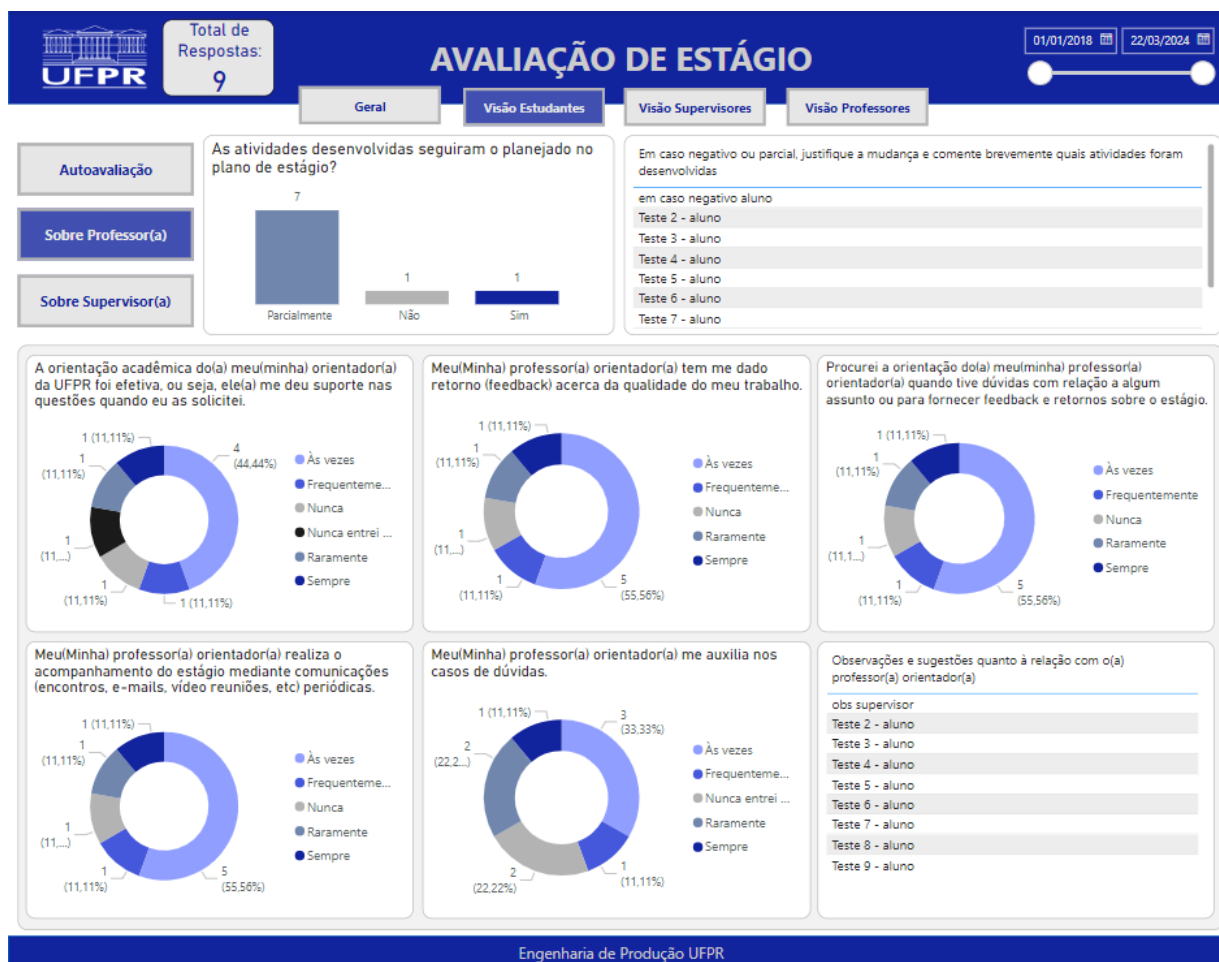 UFPR
Total de
Respostas:
9
AVALIAÇÃO DE ESTÁGIO
01/01/2018
22/03/2024
Geral
Visão Estudantes
Visão Supervisores
Visão Professores
Autoavaliação
Sobre Professor(a)
Sobre Supervisor(a)
As atividades desenvolvidas seguiram o planejado no
plano de estágio?
7
1
1
Parcialmente
Não
Sim
Em caso negativo ou parcial, justifique a mudança e comente brevemente quais atividades foram
desenvolvidas
em caso negativo aluno
Teste 2 - aluno
Teste 3 - aluno
Teste 4 - aluno
Teste 5 - aluno
Teste 6 - aluno
Teste 7 - aluno
A orientação acadêmica do(a) meu(minha) orientador(a)
da UFPR foi efetiva, ou seja, ele(a) me deu suporte nas
questões quando eu as solicitei.
1 (11,11%)
4
(44,44%)
1
(11,11%)
1
(11,...)
1
(11,11%)
1 (11,11%)
Às vezes
Frequenteme...
Nunca
Nunca entrei ...
Raramente
Sempre
Meu(Minha) professor(a) orientador(a) tem me dado
retorno (feedback) acerca da qualidade do meu trabalho.
1 (11,11%)
1
(11,11%)
1
(11,...)
1
(11,11%)
5
(55,56%)
Às vezes
Frequenteme...
Nunca
Raramente
Sempre
Procurei a orientação do(a) meu(minha) professor(a)
orientador(a) quando tive dúvidas com relação a algum
assunto ou para fornecer feedback e retornos sobre o estágio.
1 (11,11%)
1
(11,11%)
1
(11,1...)
1
(11,11%)
5
(55,56%)
Às vezes
Frequentemente
Nunca
Raramente
Sempre
Meu(Minha) professor(a) orientador(a) realiza o
acompanhamento do estágio mediante comunicações
(encontros, e-mails, vídeo reuniões, etc) periódicas.
1 (11,11%)
1
(11,11%)
1
(11,...)
1
(11,11%)
5
(55,56%)
Às vezes
Frequenteme...
Nunca
Raramente
Sempre
Meu(Minha) professor(a) orientador(a) me auxilia nos
casos de dúvidas.
1 (11,11%)
3
(33,33%)
2
(22,2...)
2
(22,22%)
1
(11,11%)
Às vezes
Frequenteme...
Nunca entrei ...
Raramente
Sempre
Observações e sugestões quanto à relação com o(a)
professor(a) orientador(a)
obs supervisor
Teste 2 - aluno
Teste 3 - aluno
Teste 4 - aluno
Teste 5 - aluno
Teste 6 - aluno
Teste 7 - aluno
Teste 8 - aluno
Teste 9 - aluno
Engenharia de Produção UFPR